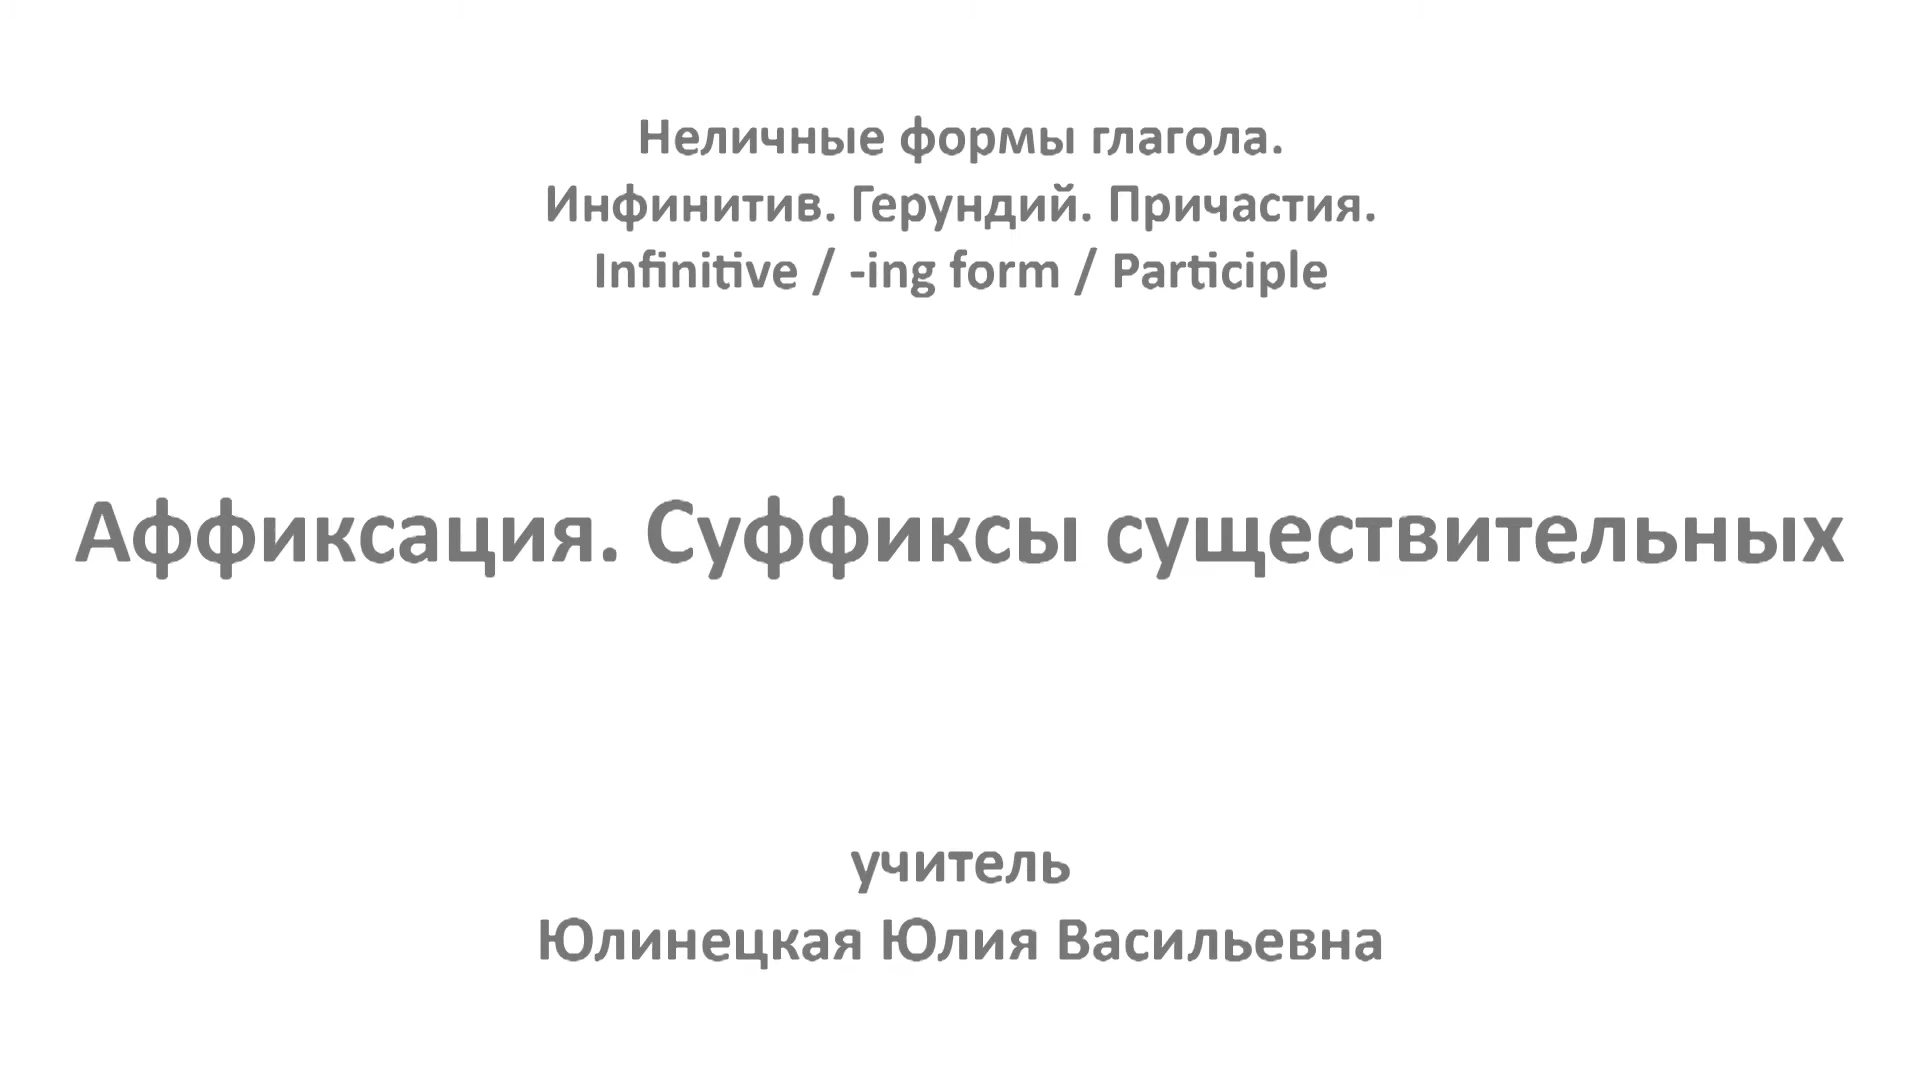 Неличные формы глагола.
Инфинитив. Герундий. Причастия.
Infinitive / -ing form / Participle
Аффиксация. Суффиксы существительных
учитель
Юлинецкая Юлия Васильевна